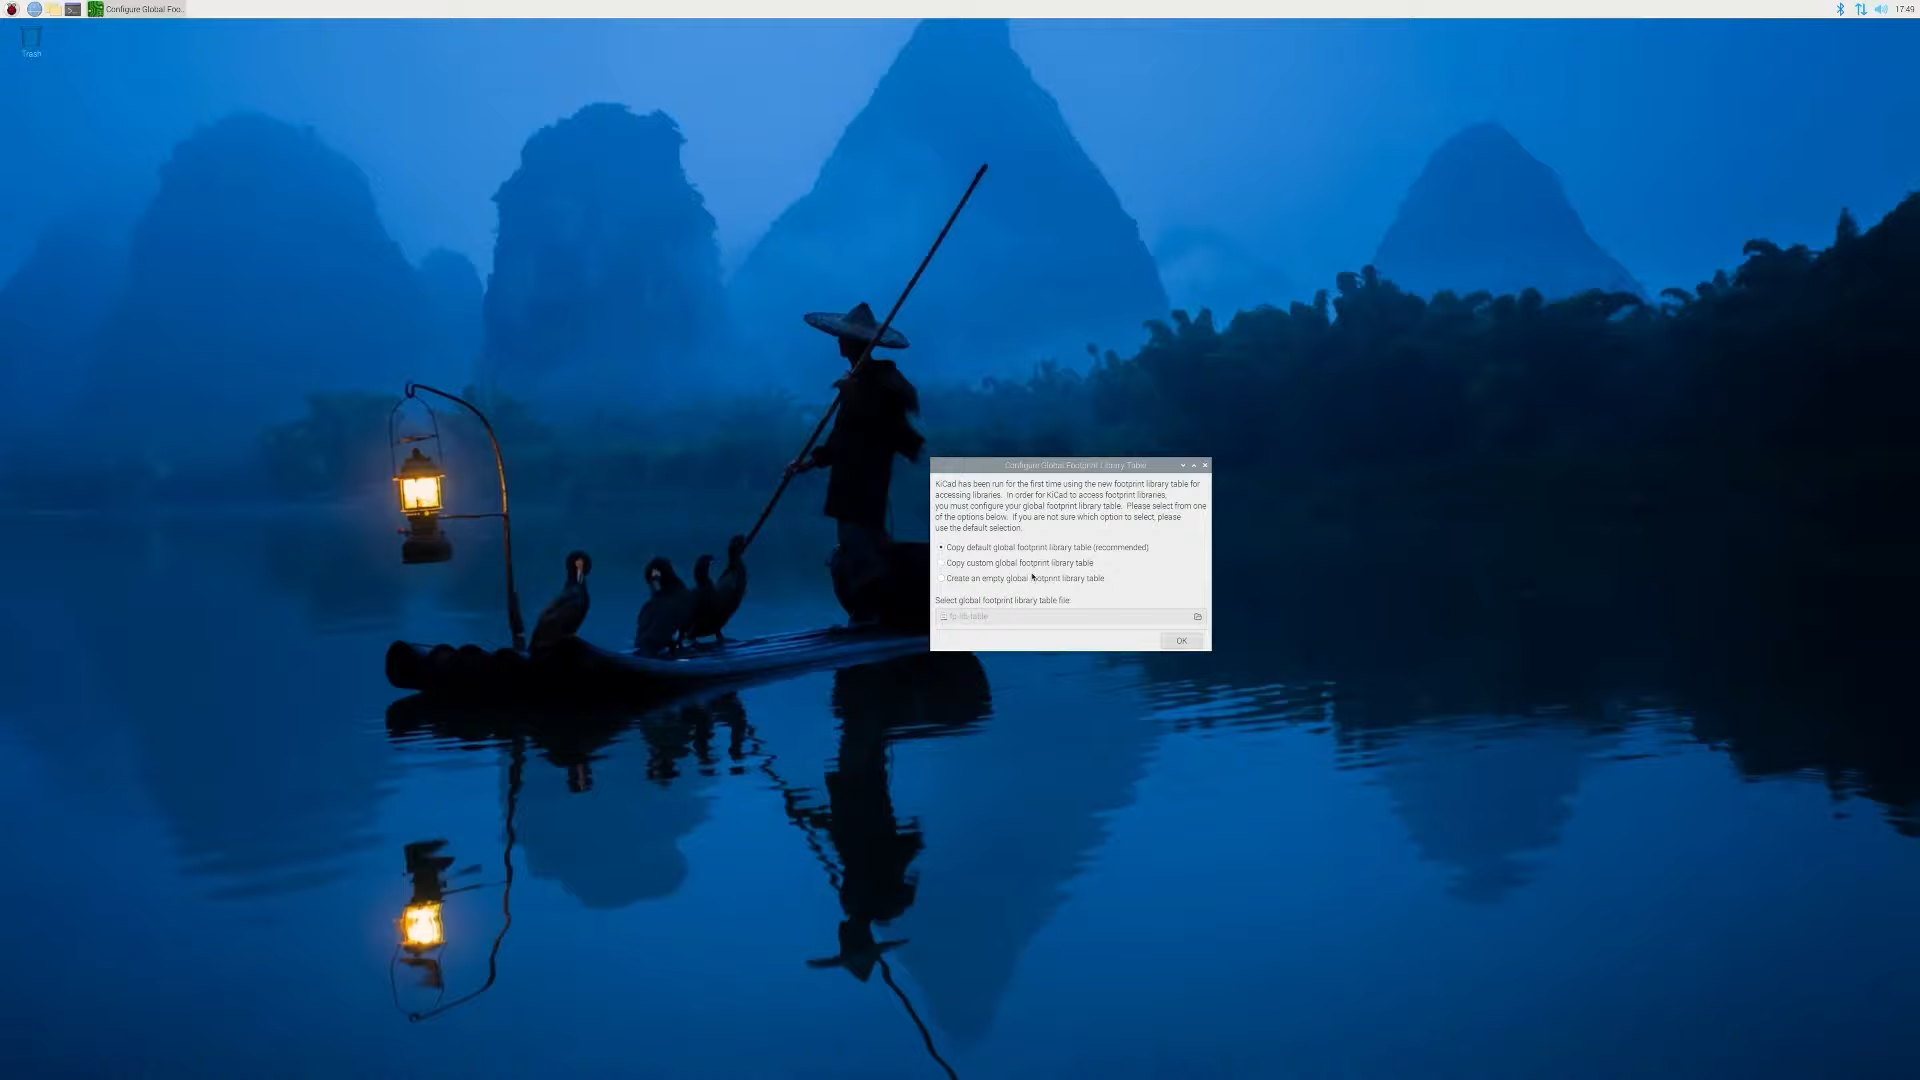 Configure Global Foo..
17:49
Trash
Configure Global Footprint Library Table
KiCad has been run for the first time using the new footprint library table for
accessing libraries. In order for KiCad to access footprint libraries,
you must configure your global footprint library table. Please select from one
of the options below. If you are not sure which option to select, please
use the default selection.
Copy default global footprint library table (recommended)
Copy custom global footprint library table
Create an empty global footprint library table
Select global footprint library table file:
fp-lib-table
OK